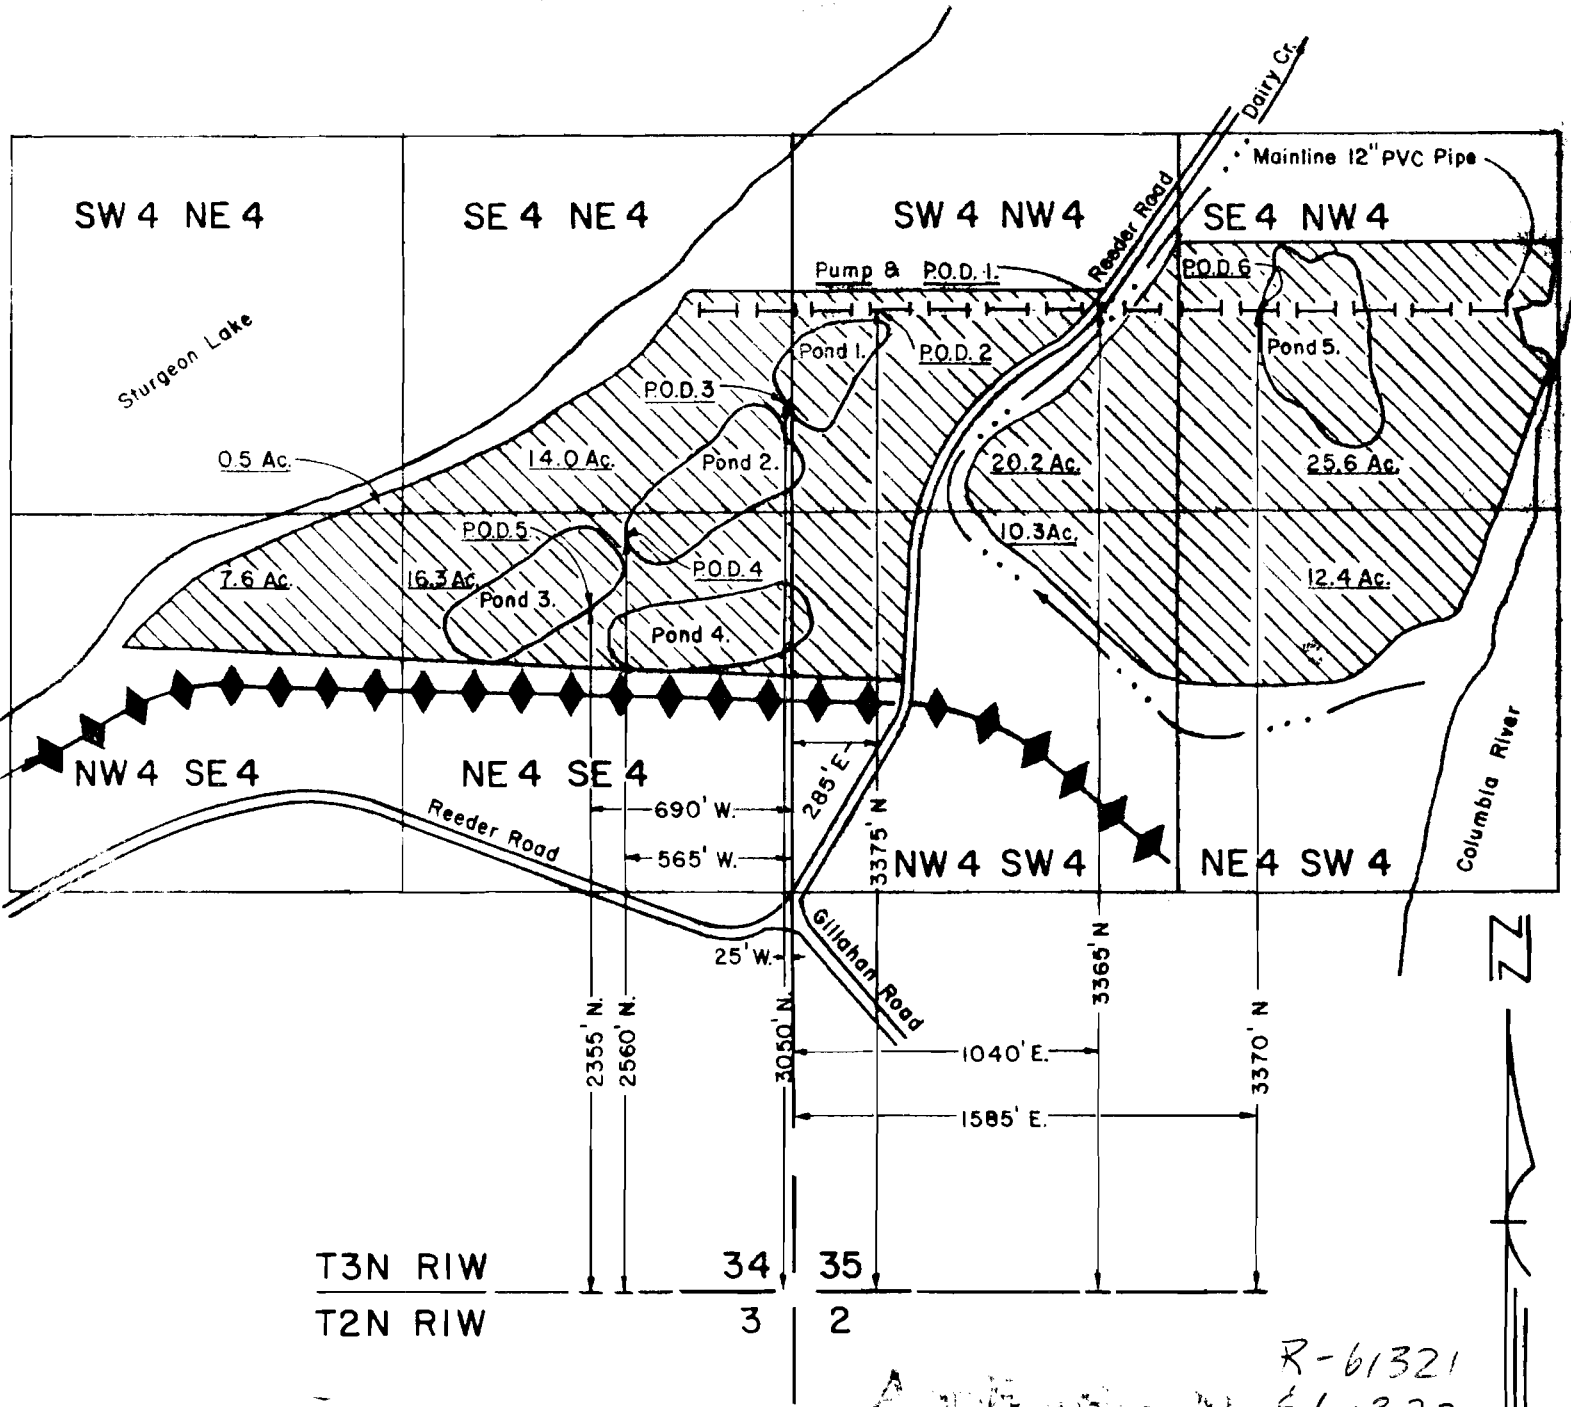 Dairy Cr.
Mainline 12" PVC Pipe
SW 4 NE 4
SE 4 NE 4
SW 4 NW 4
Reeder Road
SE 4 NW 4
Pump & P.O.D. 1.
P.O.D. 6
Sturgeon Lake
Pond 1.
P.O.D. 2
Pond 5.
P.O.D. 3
0.5 Ac.
14.0 Ac.
Pond 2.
20.2 Ac.
25.6 Ac.
P.O.D. 5
P.O.D. 4
10.3 Ac.
7.6 Ac.
16.3 Ac.
Pond 3.
12.4 Ac.
Pond 4.
NW 4 SE 4
NE 4 SE 4
285' E
690' W.
Reeder Road
565' W.
3375' N
NW 4 SW 4
NE 4 SW 4
Columbia River
25' W.
Gillahan Road
3365' N
2355' N.
2560' N.
3050' N.
1040' E.
3370' N
1585' E.
T3N R1W
34
35
T2N R1W
3
2
R-61321